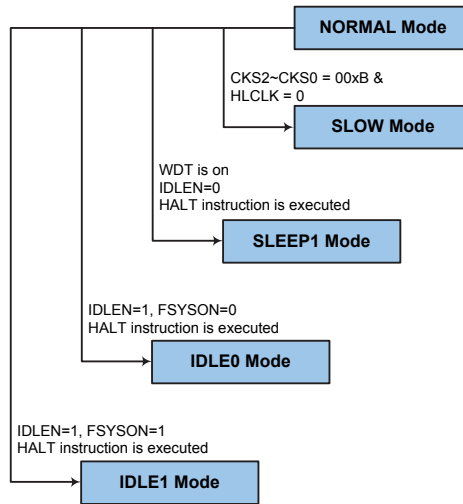 NORMAL Mode
CKS2~CKS0 = 00xB &
HLCLK = 0
SLOW Mode
WDT is on
IDLEN=0
HALT instruction is executed
SLEEP1 Mode
IDLEN=1, FSYSON=0
HALT instruction is executed
IDLE0 Mode
IDLEN=1, FSYSON=1
HALT instruction is executed
IDLE1 Mode